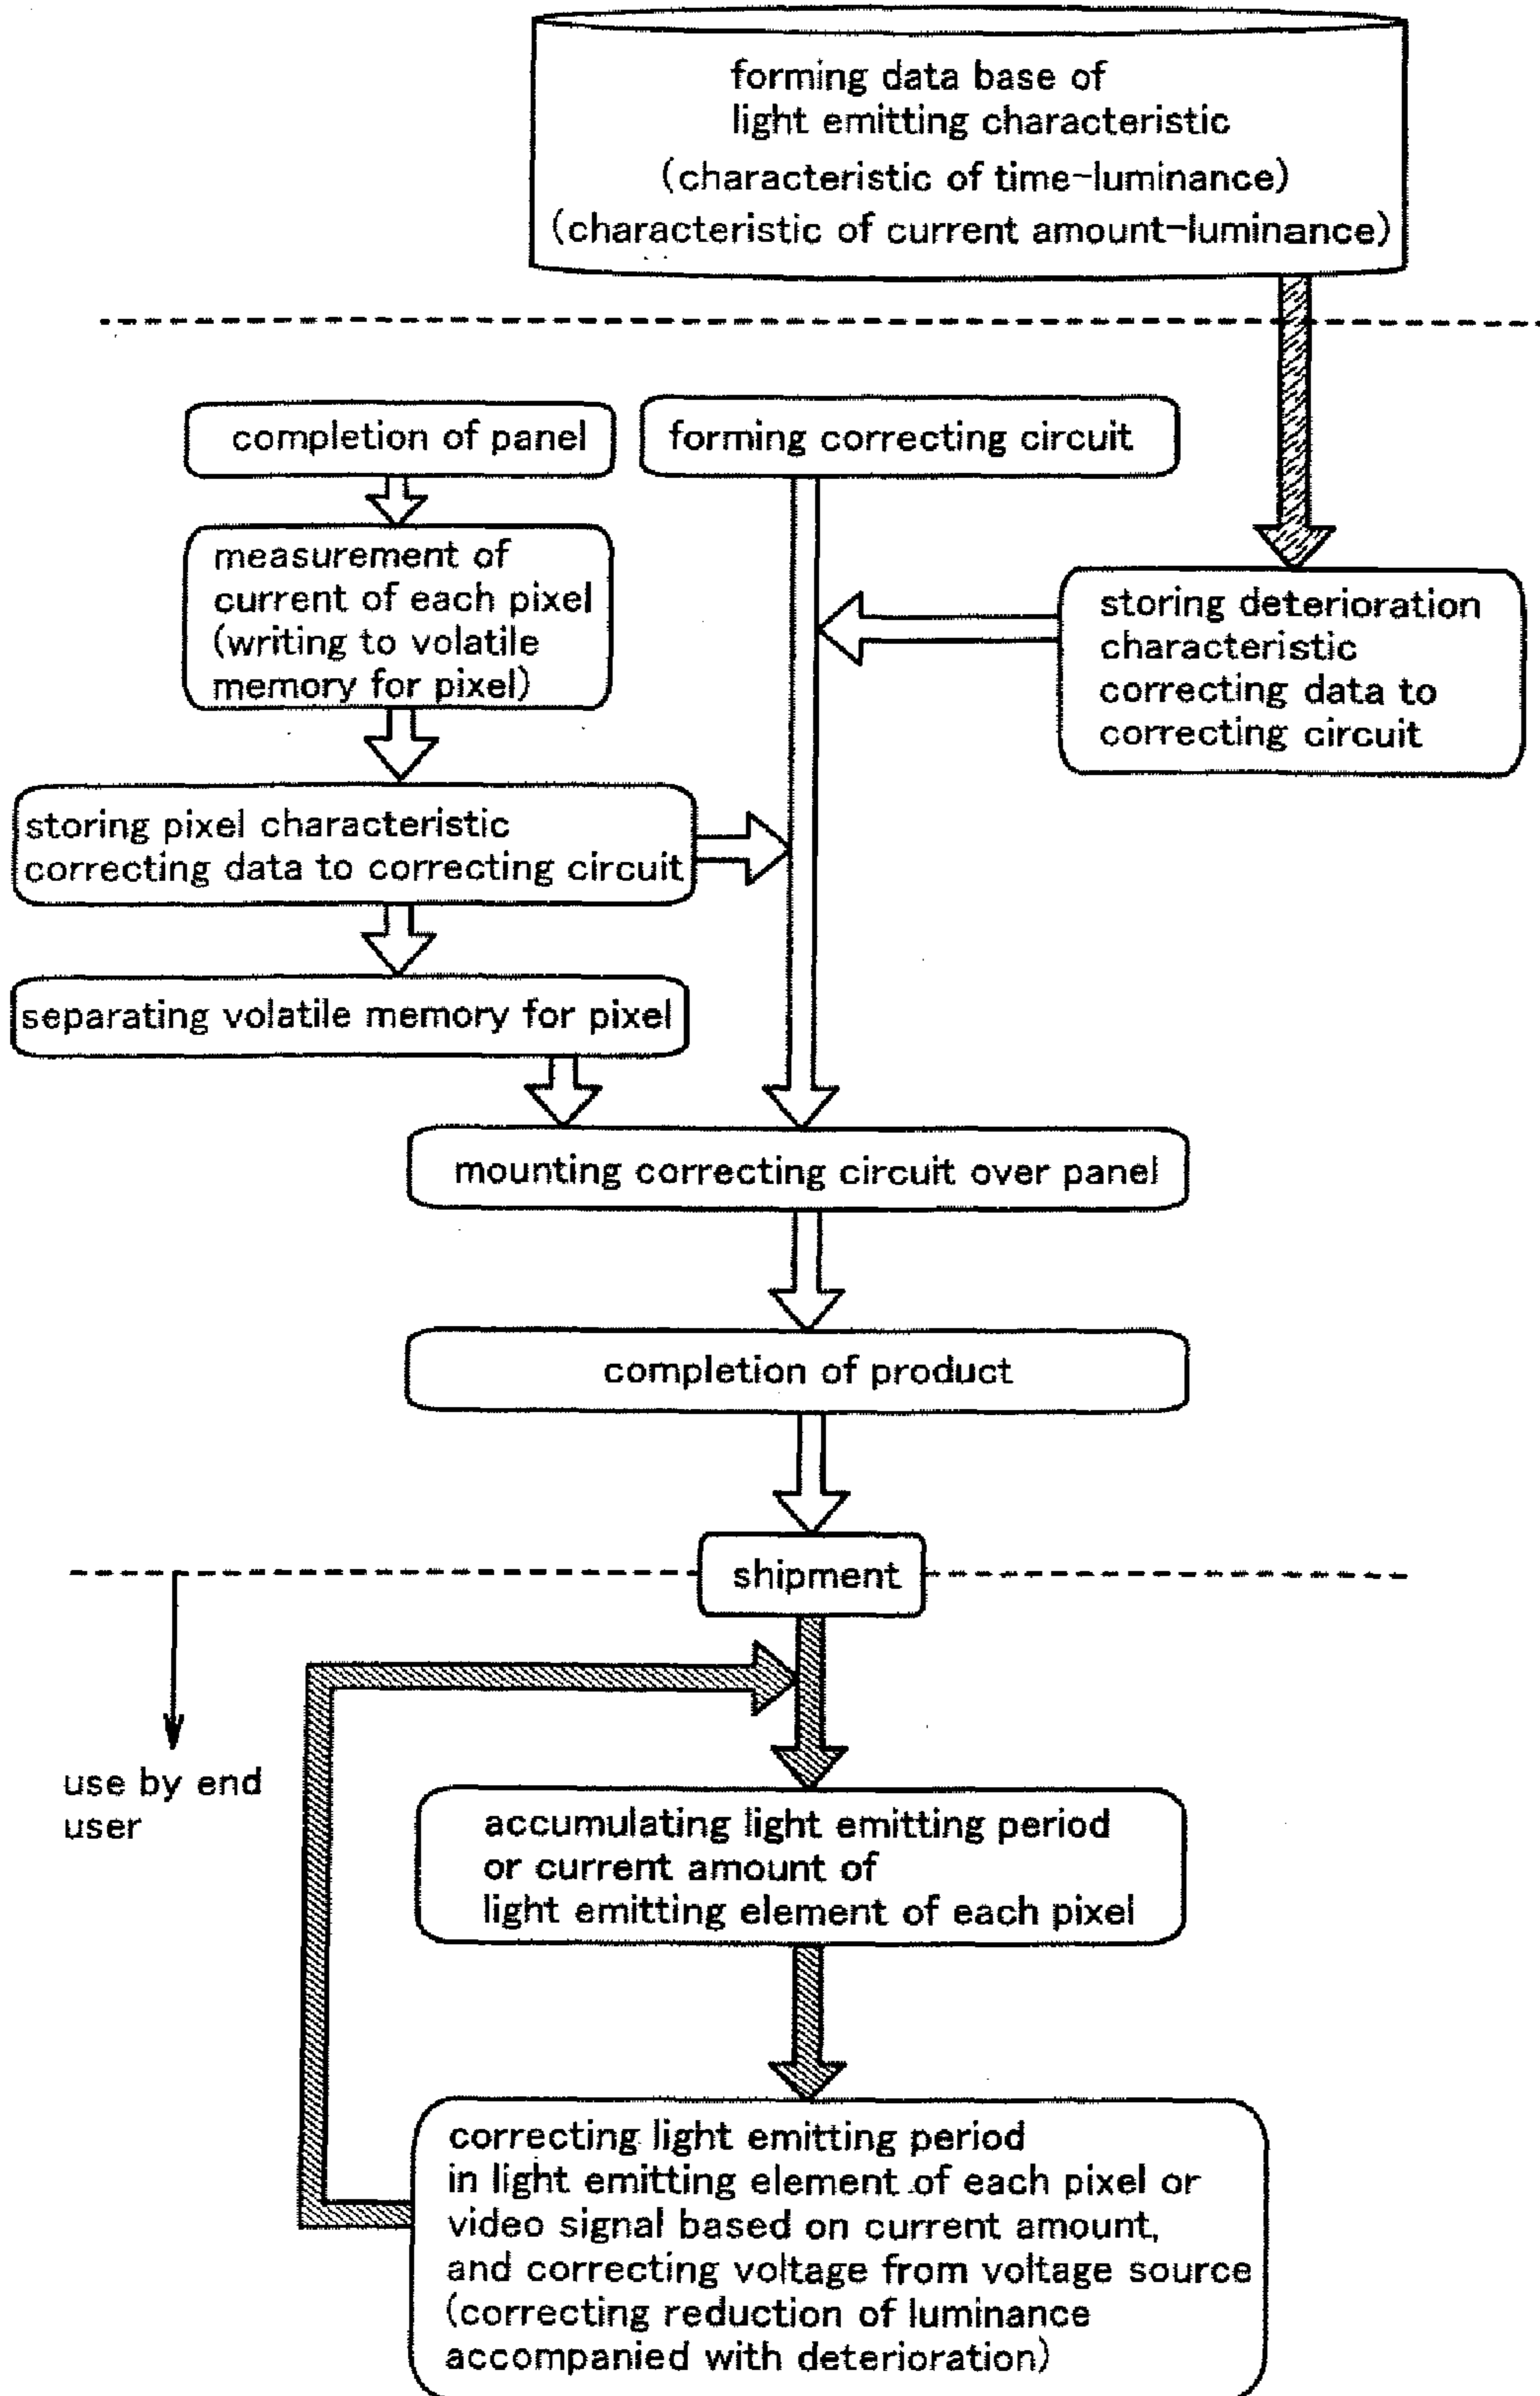 forming data base of
light emitting characteristic
(characteristic of time-luminance)
(characteristic of current amount-luminance)
completion of panel
forming correcting circuit
measurement of
current of each pixel
(writing to volatile
memory for pixel)
storing deterioration
characteristic
correcting data to
correcting circuit
storing pixel characteristic
correcting data to correcting circuit
separating volatile memory for pixel
mounting correcting circuit over panel
completion of product
shipment
use by end
user
accumulating light emitting period
or current amount of
light emitting element of each pixel
correcting light emitting period
in light emitting element of each pixel or
video signal based on current amount,
and correcting voltage from voltage source
(correcting reduction of luminance
accompanied with deterioration)